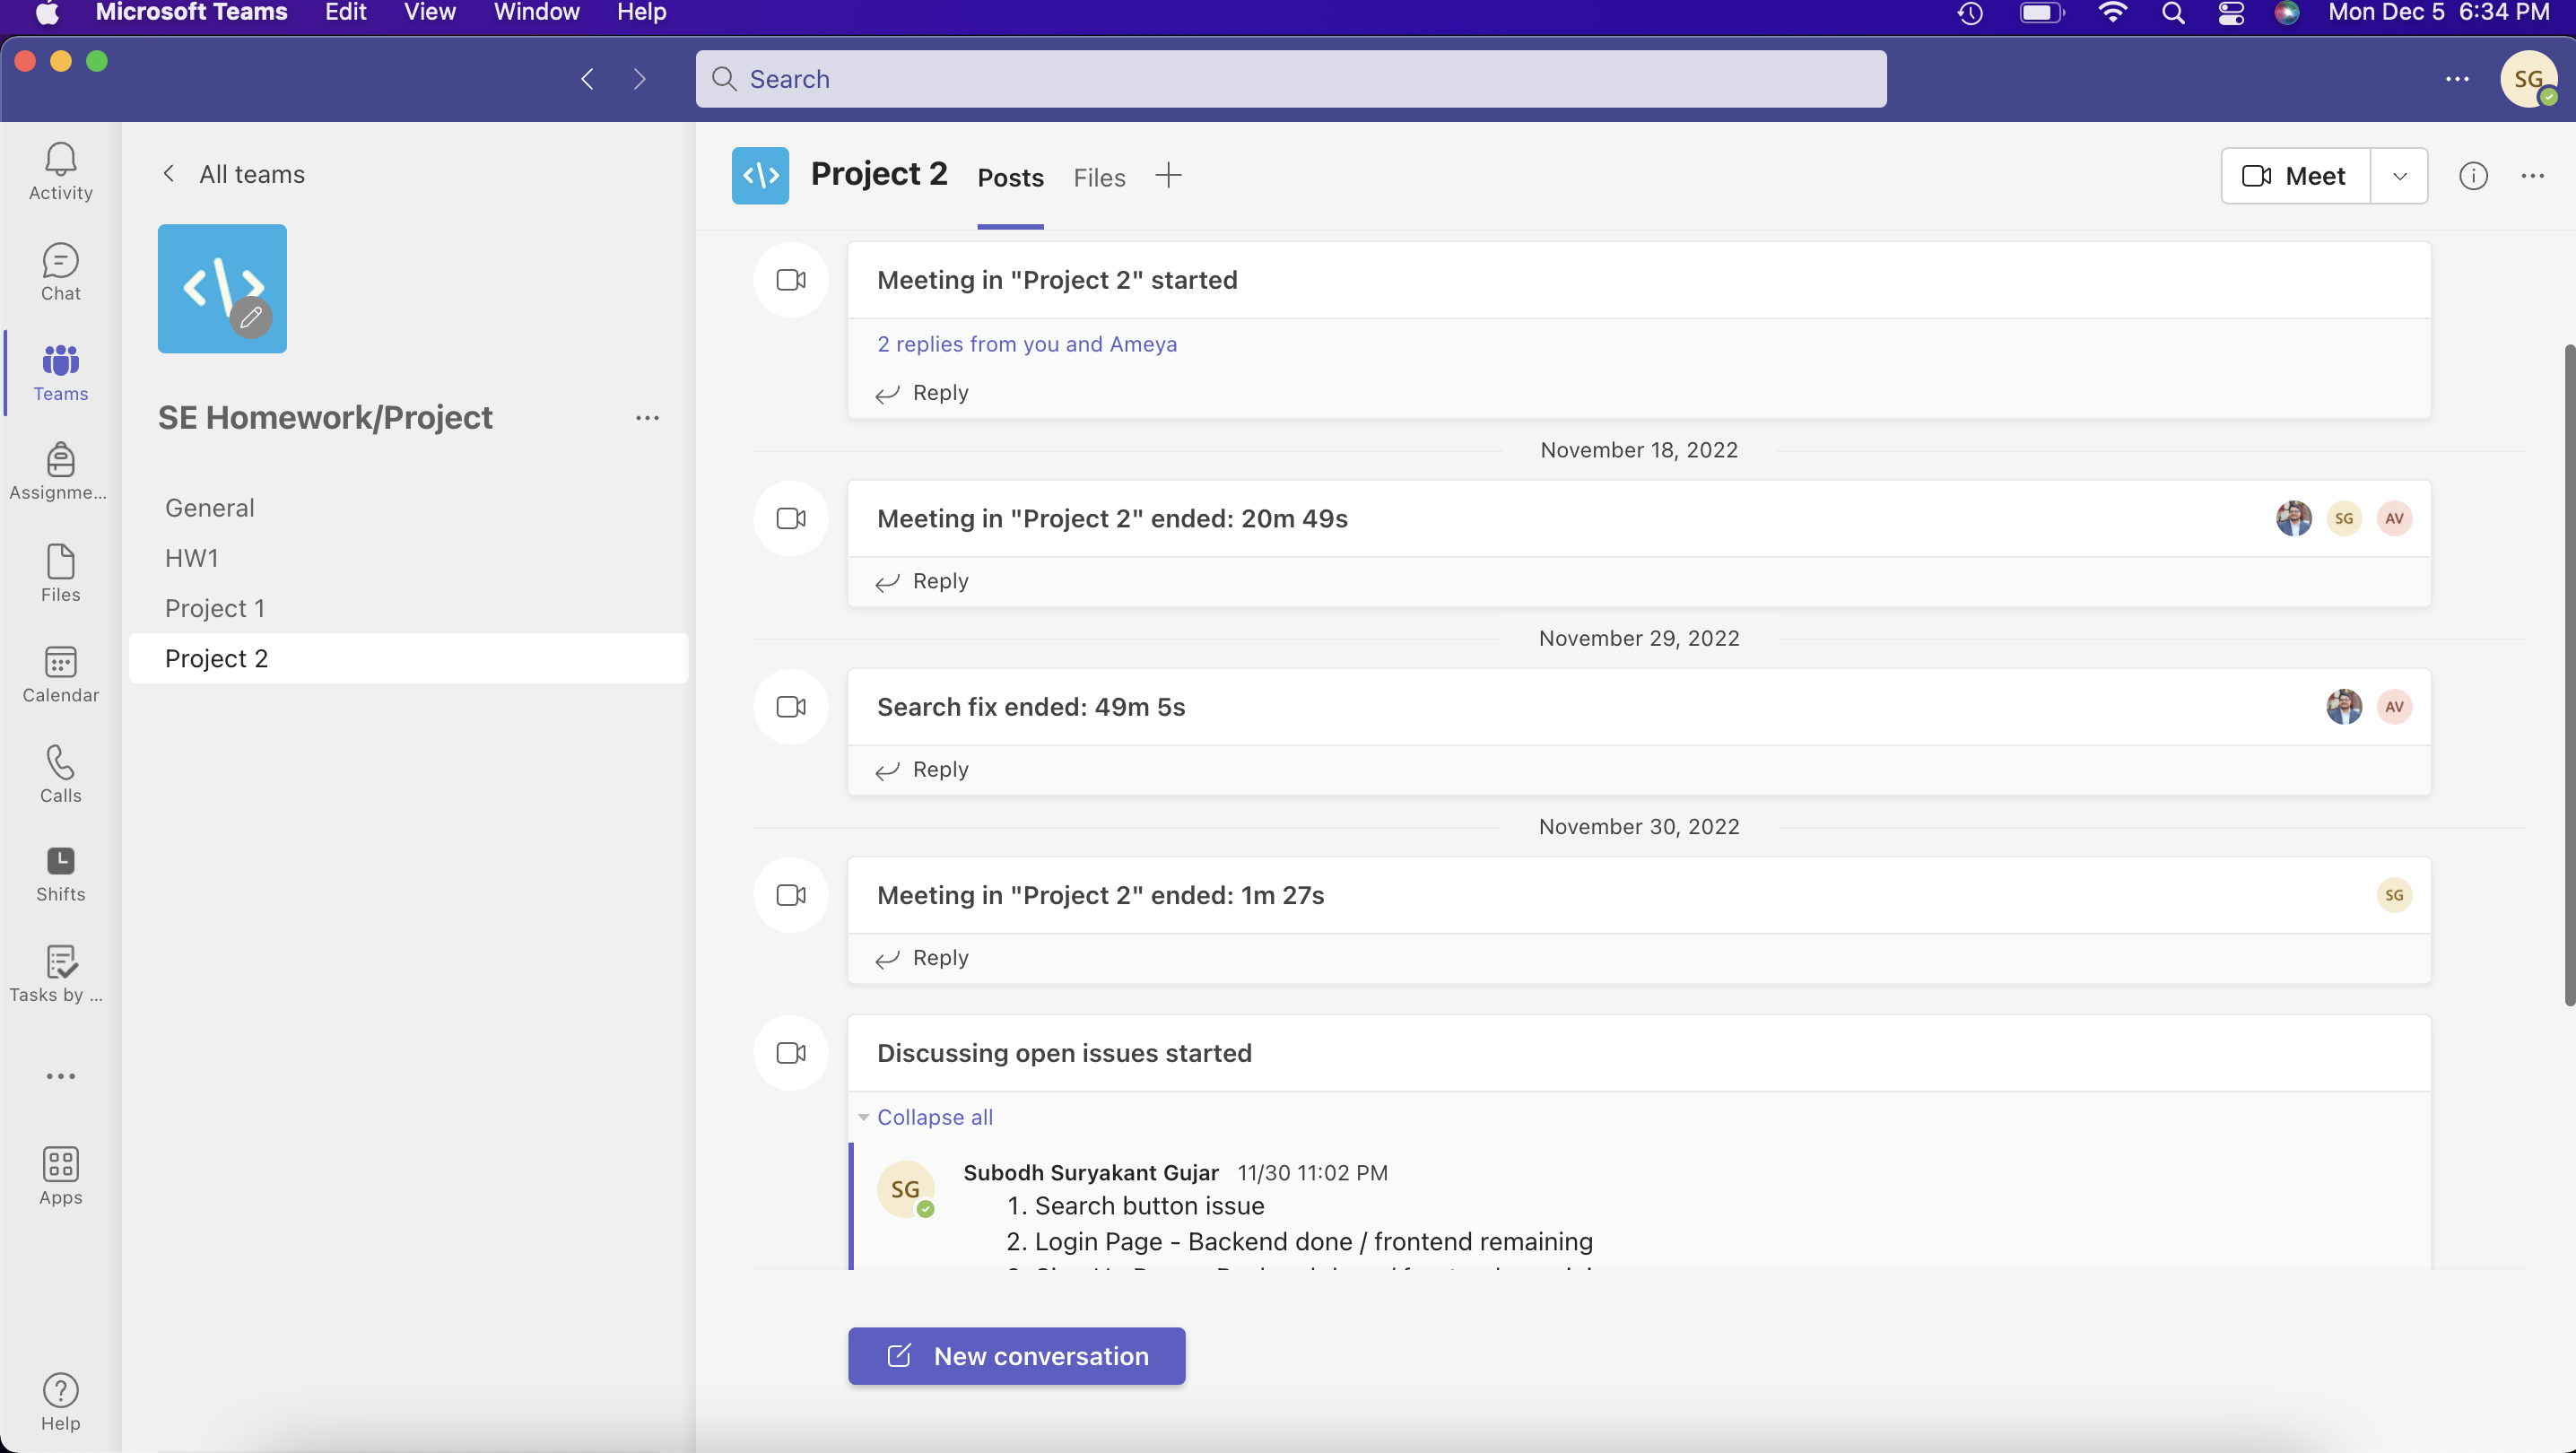 Microsoft Teams Edit View Window Help Mon Dec 5 6:34 PM
Search
SG
Activity
Chat
Teams
Assignme...
Files
Calendar
Calls
Shifts
Tasks by ...
Apps
Help
All teams
SE Homework/Project
General
HW1
Project 1
Project 2
Project 2 Posts Files
Meet
Meeting in "Project 2" started
2 replies from you and Ameya
Reply
November 18, 2022
Meeting in "Project 2" ended: 20m 49s
SG AV
Reply
November 29, 2022
Search fix ended: 49m 5s
AV
Reply
November 30, 2022
Meeting in "Project 2" ended: 1m 27s
SG
Reply
Discussing open issues started
Collapse all
SG
Subodh Suryakant Gujar 11/30 11:02 PM
1. Search button issue
2. Login Page - Backend done / frontend remaining
New conversation